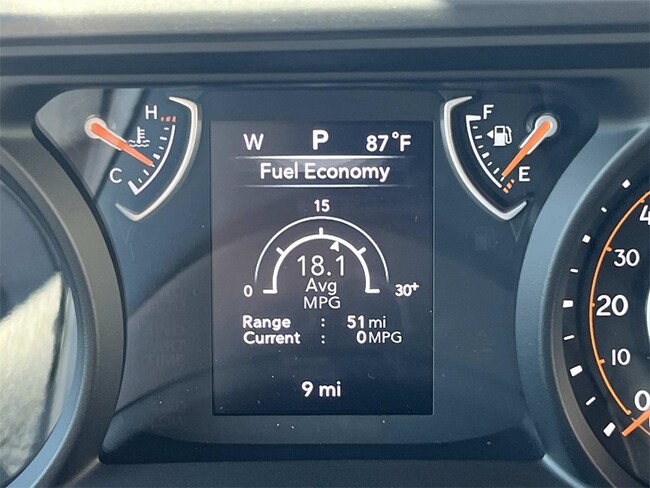 H
C
W P 87°F
Fuel Economy
15
18.1
Avg
MPG
0
30+
Range : 51 mi
Current : 0 MPG
9 mi
F
E
30
20
10
0